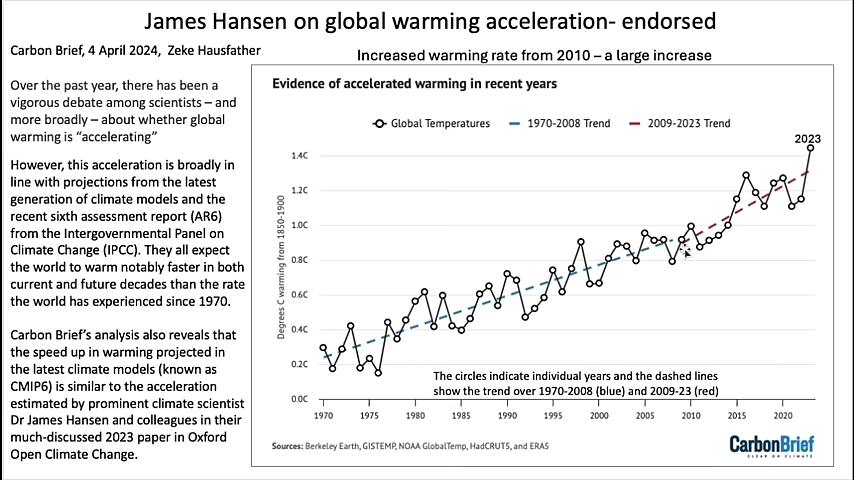 James Hansen on global warming acceleration- endorsed
Carbon Brief, 4 April 2024,  Zeke Hausfather
Over the past year, there has been a
vigorous debate among scientists – and
more broadly – about whether global
warming is “accelerating”
However, this acceleration is broadly in
line with projections from the latest
generation of climate models and the
recent sixth assessment report (AR6)
from the Intergovernmental Panel on
Climate Change (IPCC). They all expect
the world to warm notably faster in both
current and future decades than the rate
the world has experienced since 1970.
Carbon Brief’s analysis also reveals that
the speed up in warming projected in
the latest climate models (known as
CMIP6) is similar to the acceleration
estimated by prominent climate scientist
Dr James Hansen and colleagues in their
much-discussed 2023 paper in Oxford
Open Climate Change.
Increased warming rate from 2010 – a large increase
Evidence of accelerated warming in recent years
Global Temperatures 1970-2008 Trend 2009-2023 Trend
2023
Degrees C warming from 1850-1900
1.4C
1.2C
1.0C
0.8C
0.6C
0.4C
0.2C
0.0C
The circles indicate individual years and the dashed lines
show the trend over 1970-2008 (blue) and 2009-23 (red)
1970 1975 1980 1985 1990 1995 2000 2005 2010 2015 2020
Sources: Berkeley Earth, GISTEMP, NOAA GlobalTemp, HadCRUT5, and ERA5
CarbonBrief
CLEAR ON CLIMATE